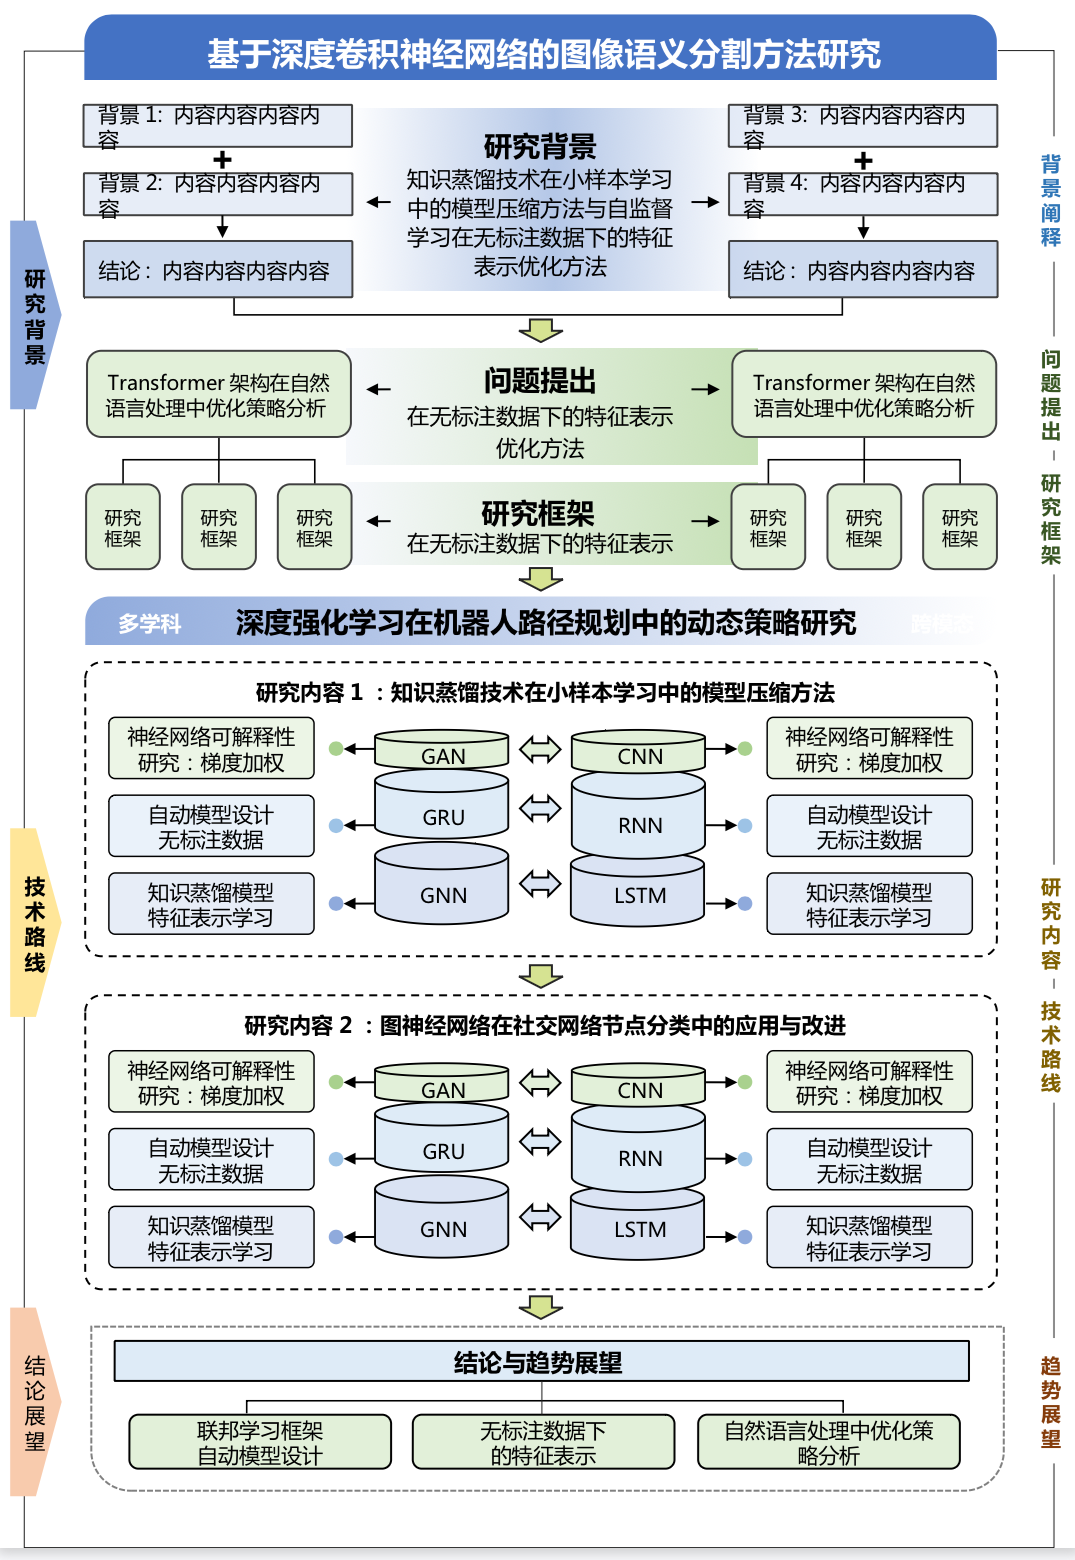 基于深度卷积神经网络的图像语义分割方法研究
背景 1：内容内容内容内
容
+
背景 2：内容内容内容内
容
结论：内容内容内容内容
研究背景
知识蒸馏技术在小样本学习
中的模型压缩方法与自监督
学习在无标注数据下的特征
表示优化方法
背景 3：内容内容内容内
容
+
背景 4：内容内容内容内
容
结论：内容内容内容内容
研究背景
背景阐释
Transformer 架构在自然
语言处理中优化策略分析
问题提出
在无标注数据下的特征表示
优化方法
Transformer 架构在自然
语言处理中优化策略分析
问题提出
研究
框架
研究
框架
研究
框架
研究框架
在无标注数据下的特征表示
研究
框架
研究
框架
研究
框架
研究框架
多学科
深度强化学习在机器人路径规划中的动态策略研究
跨模态
研究内容 1 ：知识蒸馏技术在小样本学习中的模型压缩方法
神经网络可解释性
研究：梯度加权
自动模型设计
无标注数据
知识蒸馏模型
特征表示学习
GAN
GRU
GNN
CNN
RNN
LSTM
神经网络可解释性
研究：梯度加权
自动模型设计
无标注数据
知识蒸馏模型
特征表示学习
技术路线
研究内容
技术路线
研究内容 2 ：图神经网络在社交网络节点分类中的应用与改进
神经网络可解释性
研究：梯度加权
自动模型设计
无标注数据
知识蒸馏模型
特征表示学习
GAN
GRU
GNN
CNN
RNN
LSTM
神经网络可解释性
研究：梯度加权
自动模型设计
无标注数据
知识蒸馏模型
特征表示学习
结论展望
结论与趋势展望
联邦学习框架
自动模型设计
无标注数据下
的特征表示
自然语言处理中优化策
略分析
趋势展望